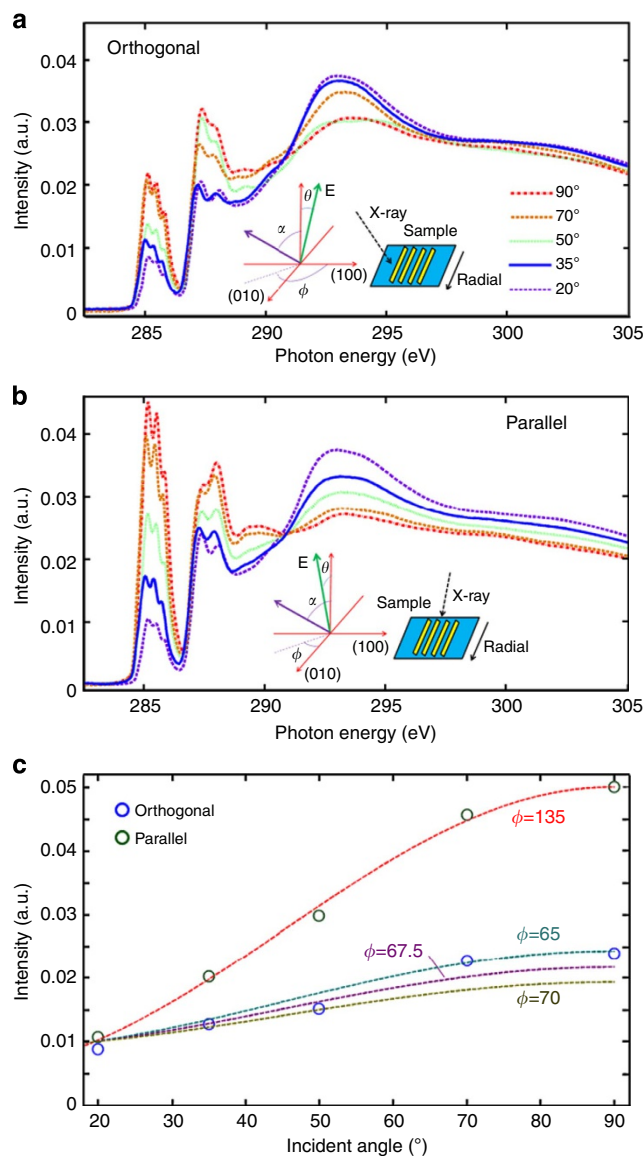 a
Orthogonal
Intensity (a.u.)
0.04
0.03
0.02
0.01
0
θ
E
α
(100)
(010)
ϕ
X-ray
Sample
Radial
90°
70°
50°
35°
20°
285
290
295
300
305
Photon energy (eV)
b
Parallel
Intensity (a.u.)
0.04
0.03
0.02
0.01
0
E
θ
α
(100)
ϕ
(010)
Sample
X-ray
Radial
285
290
295
300
305
Photon energy (eV)
c
Orthogonal
Parallel
Intensity (a.u.)
0.05
0.04
0.03
0.02
0.01
0
ϕ=135
ϕ=65
ϕ=67.5
ϕ=70
20
30
40
50
60
70
80
90
Incident angle (°)